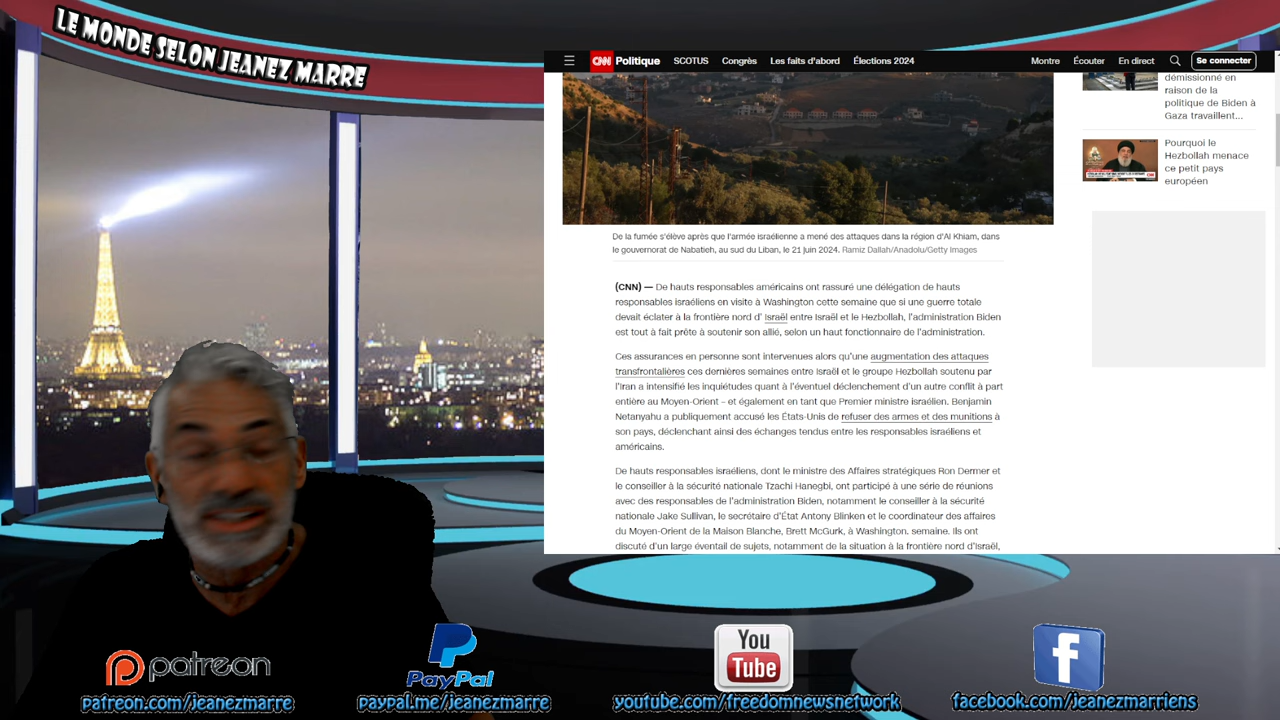 LE MONDE SELON JEANEZ MARRE
CNN Politique SCOTUS Congrès Les faits d'abord Élections 2024 Montre Écouter En direct Se connecter
démissionné en
raison de la
politique de Biden à
Gaza travaillent...
Pourquoi le
Hezbollah menace
ce petit pays
européen
De la fumée s'élève après que l'armée israélienne a mené des attaques dans la région d'Al Khiam, dans
le gouvernorat de Nabatieh, au sud du Liban, le 21 juin 2024. Ramiz Dallah/Anadolu/Getty Images
(CNN) — De hauts responsables américains ont rassuré une délégation de hauts
responsables israéliens en visite à Washington cette semaine que si une guerre totale
devait éclater à la frontière nord d' Israël entre Israël et le Hezbollah, l'administration Biden
est tout à fait prête à soutenir son allié, selon un haut fonctionnaire de l'administration.
Ces assurances en personne sont intervenues alors qu'une augmentation des attaques
transfrontalières ces dernières semaines entre Israël et le groupe Hezbollah soutenu par
l'Iran a intensifié les inquiétudes quant à l'éventuel déclenchement d'un autre conflit à part
entière au Moyen-Orient – et également en tant que Premier ministre israélien. Benjamin
Netanyahu a publiquement accusé les États-Unis de refuser des armes et des munitions à
son pays, déclenchant ainsi des échanges tendus entre les responsables israéliens et
américains.
De hauts responsables israéliens, dont le ministre des Affaires stratégiques Ron Dermer et
le conseiller à la sécurité nationale Tzachi Hanegbi, ont participé à une série de réunions
avec des responsables de l'administration Biden, notamment le conseiller à la sécurité
nationale Jake Sullivan, le secrétaire d'État Antony Blinken et le coordinateur des affaires
du Moyen-Orient de la Maison Blanche, Brett McGurk, à Washington. semaine. Ils ont
discuté d'un large éventail de sujets, notamment de la situation à la frontière nord d'Israël,
patreon
PayPal
You
Tube
f
patreon.com/jeanezmarre
paypal.me/jeanezmarre
youtube.com/freedomnewsnetwork
facebook.com/jeanezmarriens